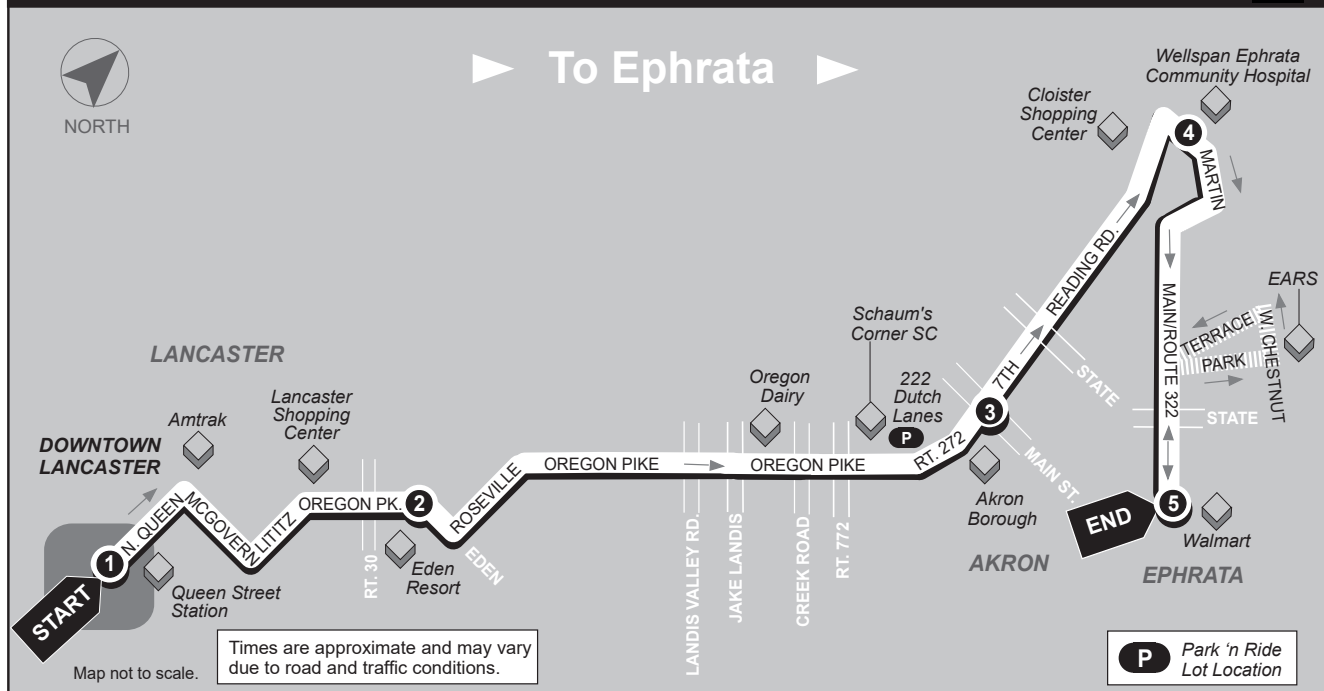 To Ephrata
NORTH
Wellspan Ephrata
Community Hospital
Cloister
Shopping
Center
4
MARTIN
READING RD.
EARS
MAIN/ROUTE 322
TERRACE
W. CHESTNUT
PARK
Schaum's
Corner SC
LANCASTER
Oregon
Dairy
222
Dutch
Lanes
P
7TH
STATE
3
STATE
Amtrak
Lancaster
Shopping
Center
DOWNTOWN
LANCASTER
RT. 272
MAIN ST.
OREGON PIKE
OREGON PIKE
ROSEVILLE
OREGON PK.
2
N. QUEEN
MCGOVERN
LITITZ
Akron
Borough
END
5
Walmart
1
START
Queen Street
Station
RT. 30
Eden
Resort
EDEN
LANDIS VALLEY RD.
JAKE LANDIS
CREEK ROAD
RT. 772
AKRON
EPHRATA
Map not to scale.
Times are approximate and may vary
due to road and traffic conditions.
P
Park ‘n Ride
Lot Location